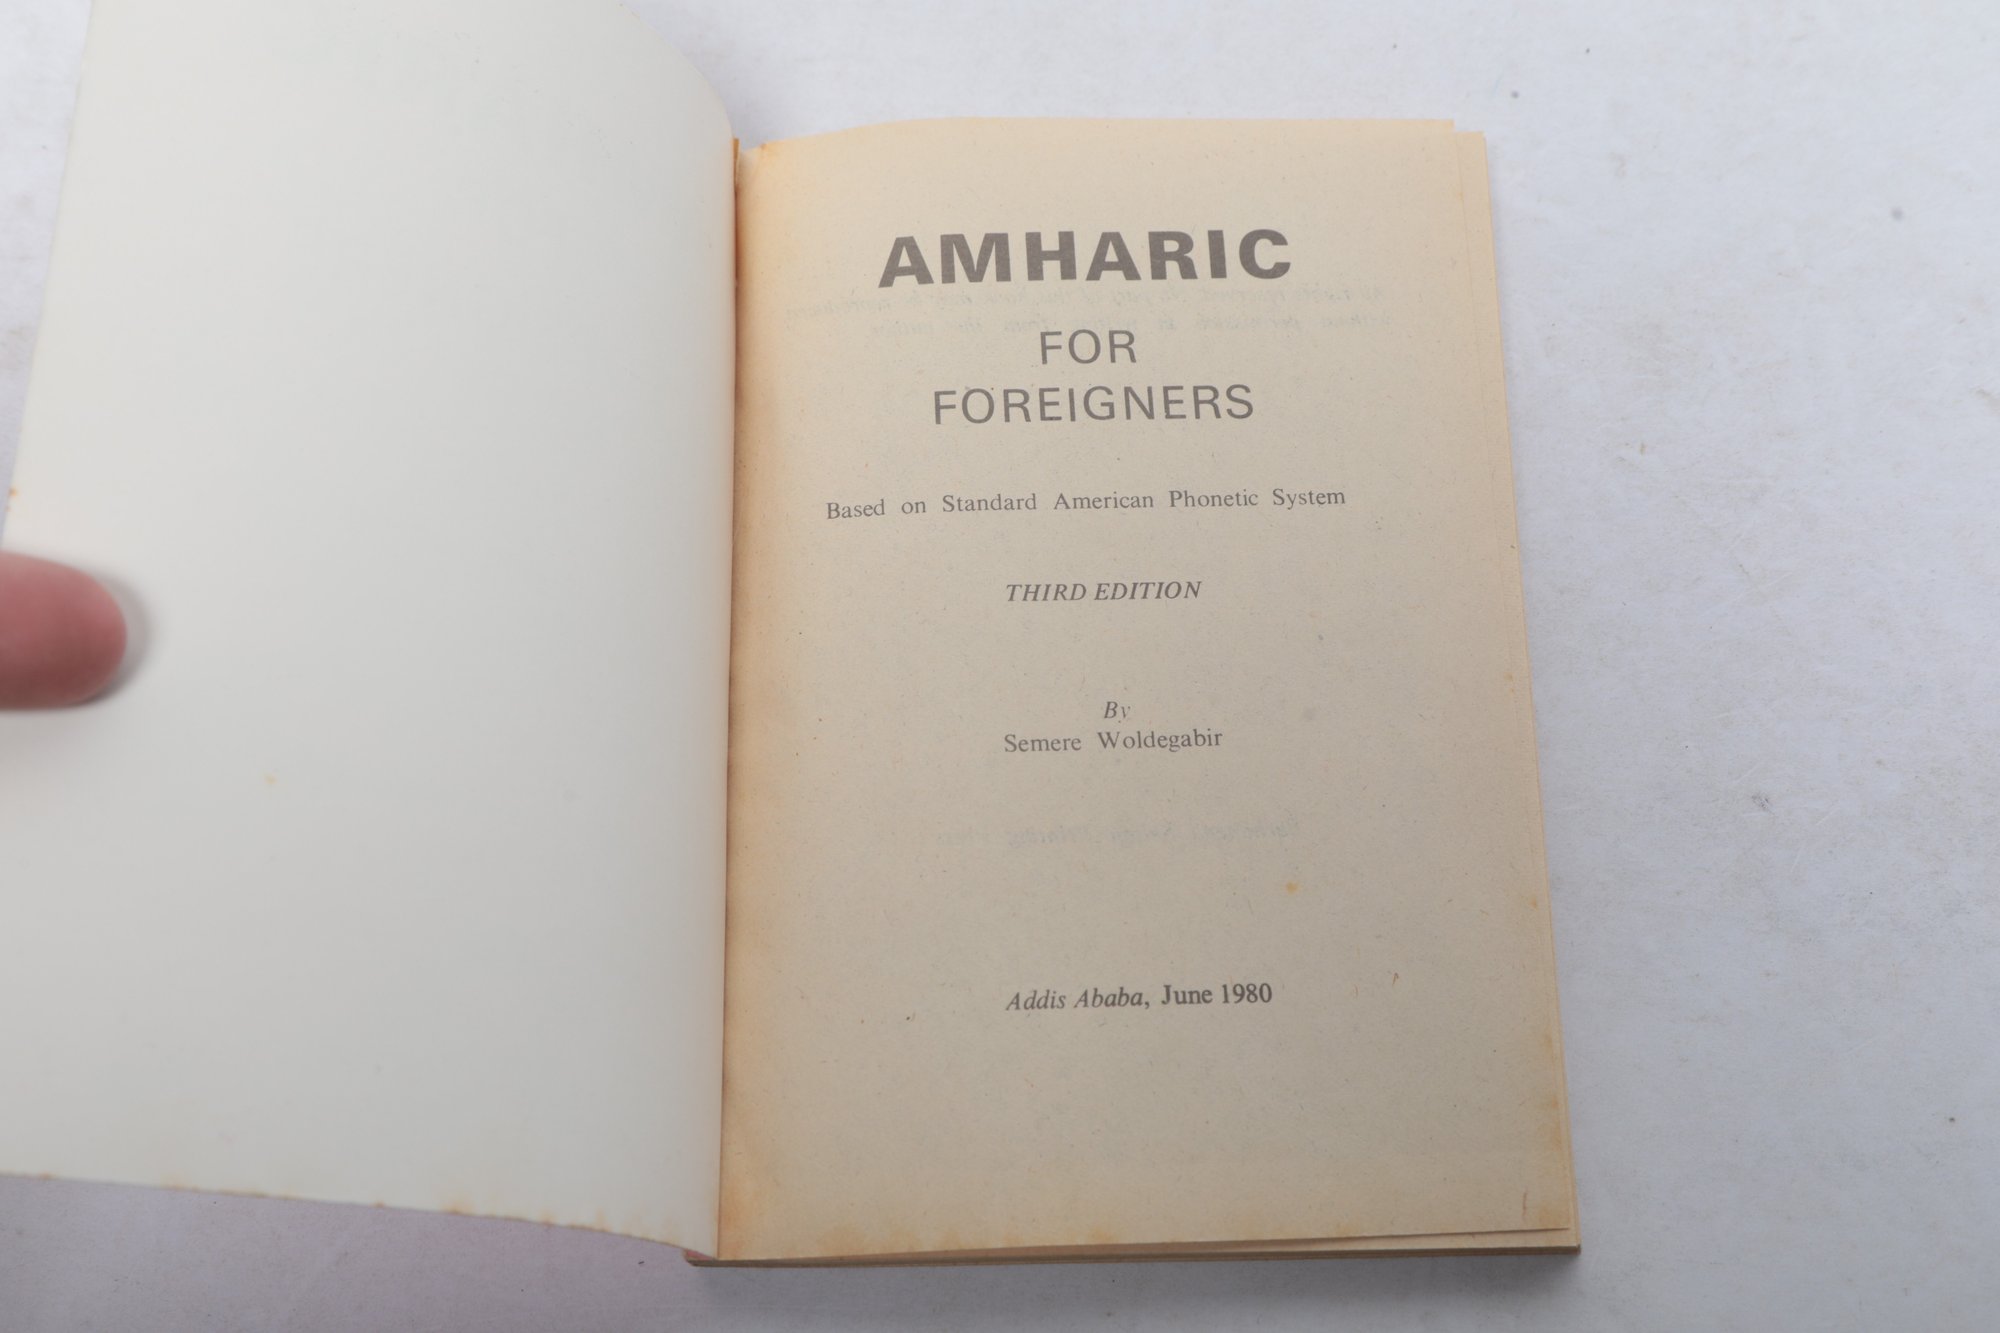 AMHARIC
FOR
FOREIGNERS
Based on Standard American Phonetic System
THIRD EDITION
By
Semere Woldegabir
Addis Ababa, June 1980